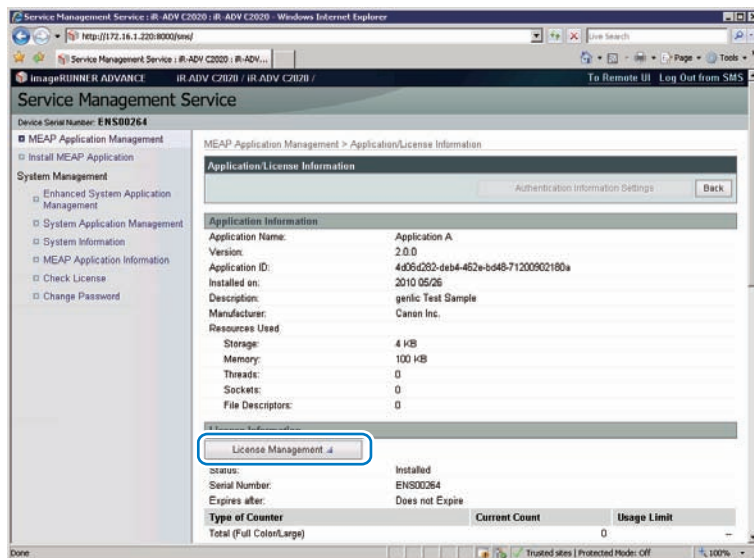 Service Management Service : iR-ADV C2020 : iR-ADV C2020 - Windows Internet Explorer
http://172.16.1.220:8000/sms/
Live Search
Service Management Service : iR-ADV C2020 : iR-ADV...
Page
Tools
imageRUNNER ADVANCE iR-ADV C2020 / iR-ADV C2020 /
To Remote UI Log Out from SMS
Service Management Service
Device Serial Number: ENS00264
MEAP Application Management
Install MEAP Application
System Management
Enhanced System Application
Management
System Application Management
System Information
MEAP Application Information
Check License
Change Password
MEAP Application Management > Application/License Information
Application/License Information
Authentication Information Settings
Back
Application Information
Application Name: Application A
Version: 2.0.0
Application ID: 4d06d282-deb4-462e-bd48-71200902180a
Installed on: 2010 05/26
Description: genlic Test Sample
Manufacturer: Canon Inc.
Resources Used
Storage: 4 KB
Memory: 100 KB
Threads: 0
Sockets: 0
File Descriptors: 0
License Information
License Management
Status: Installed
Serial Number: ENS00264
Expires after: Does not Expire
Type of Counter Current Count Usage Limit
Total (Full Color/Large) 0 --
Done
Trusted sites | Protected Mode: Off
100%